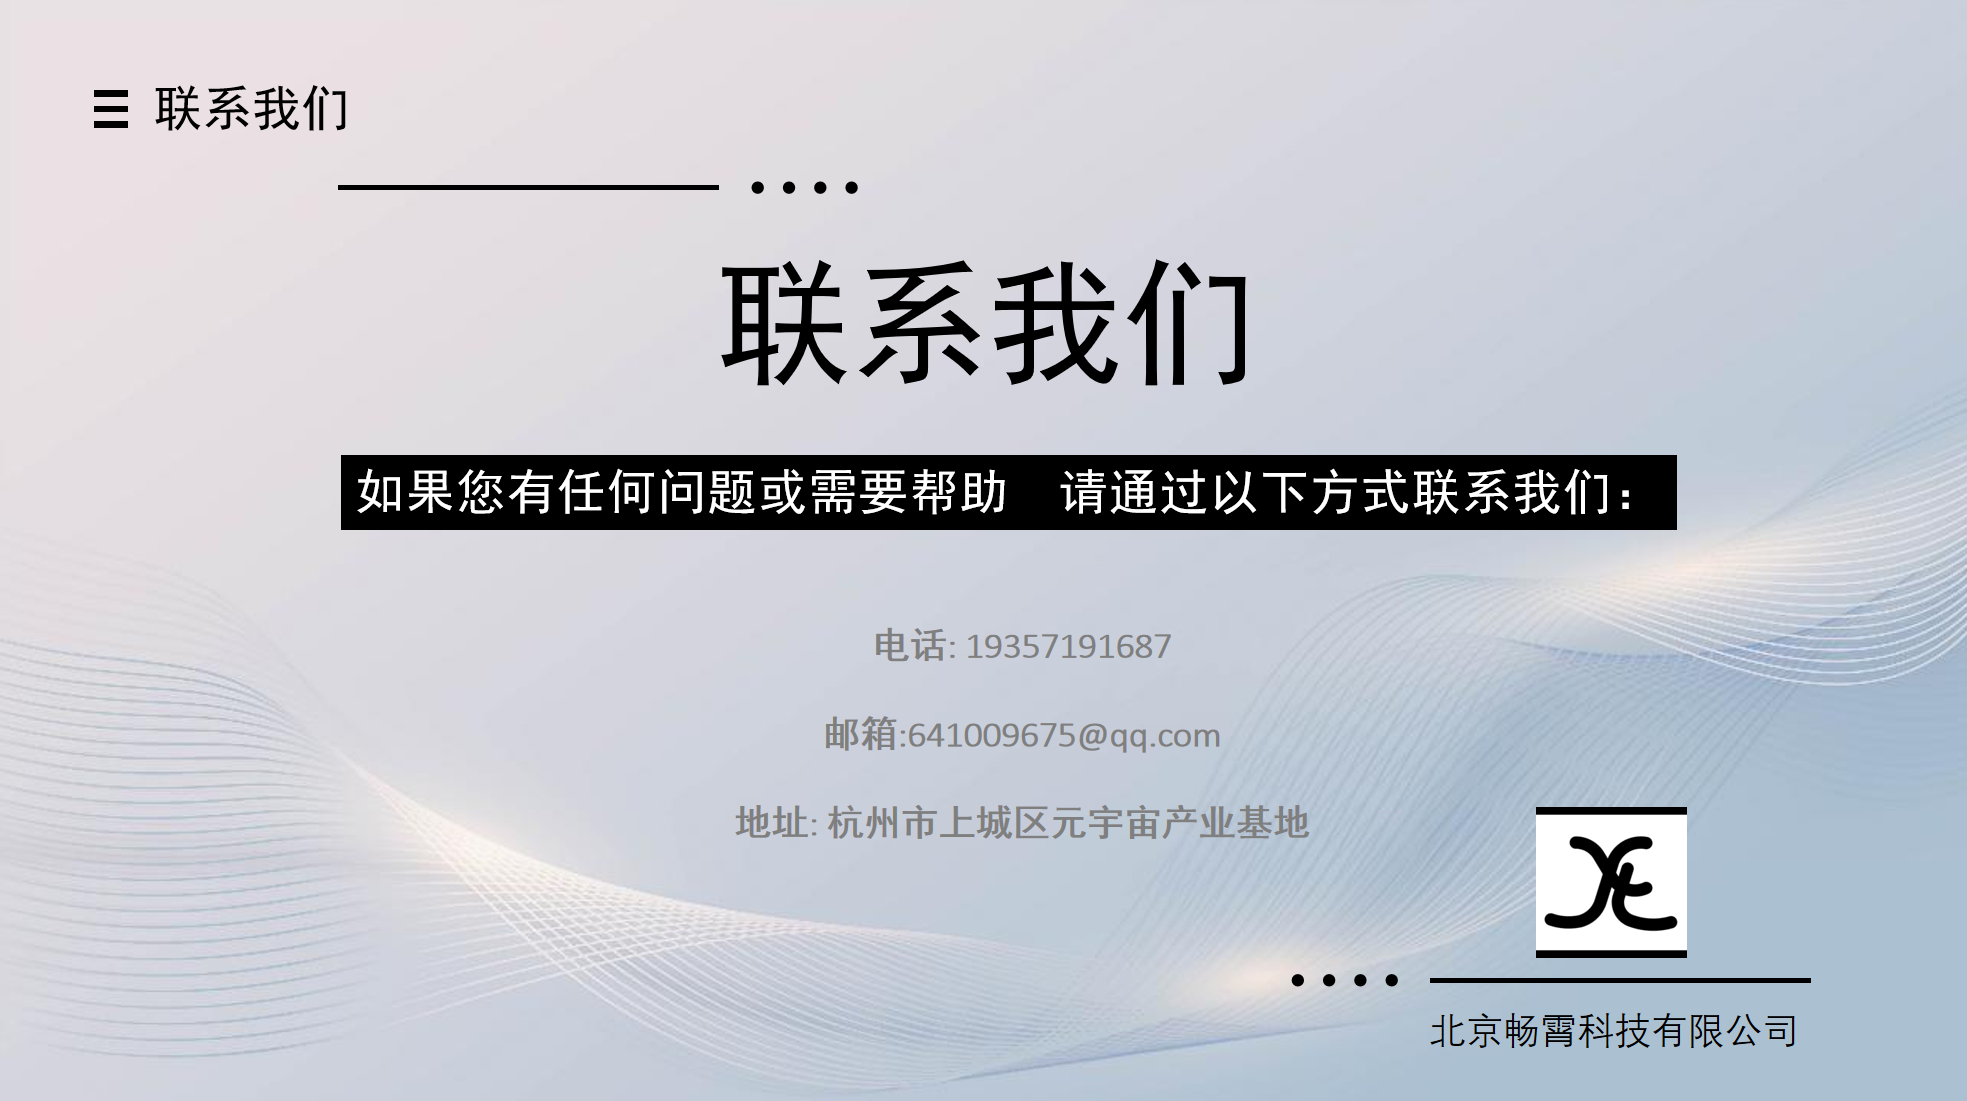 联系我们
联系我们
如果您有任何问题或需要帮助　请通过以下方式联系我们：
电话: 19357191687
邮箱:641009675@qq.com
地址: 杭州市上城区元宇宙产业基地
北京畅霄科技有限公司